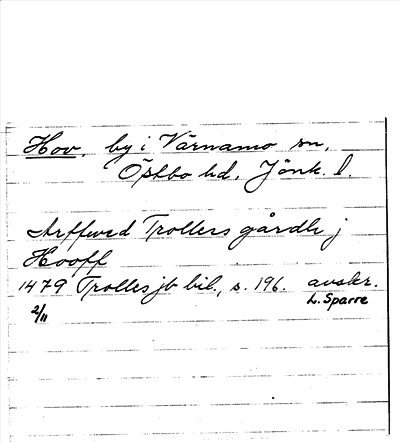 Hov, by i Värnamo sn,
Östbo hd, Jönk. l.
Arffwed Trollers gårdh j
Hooff
1479 Trolles jb bil., s. 196. avskr.
2/11 L. Sparre